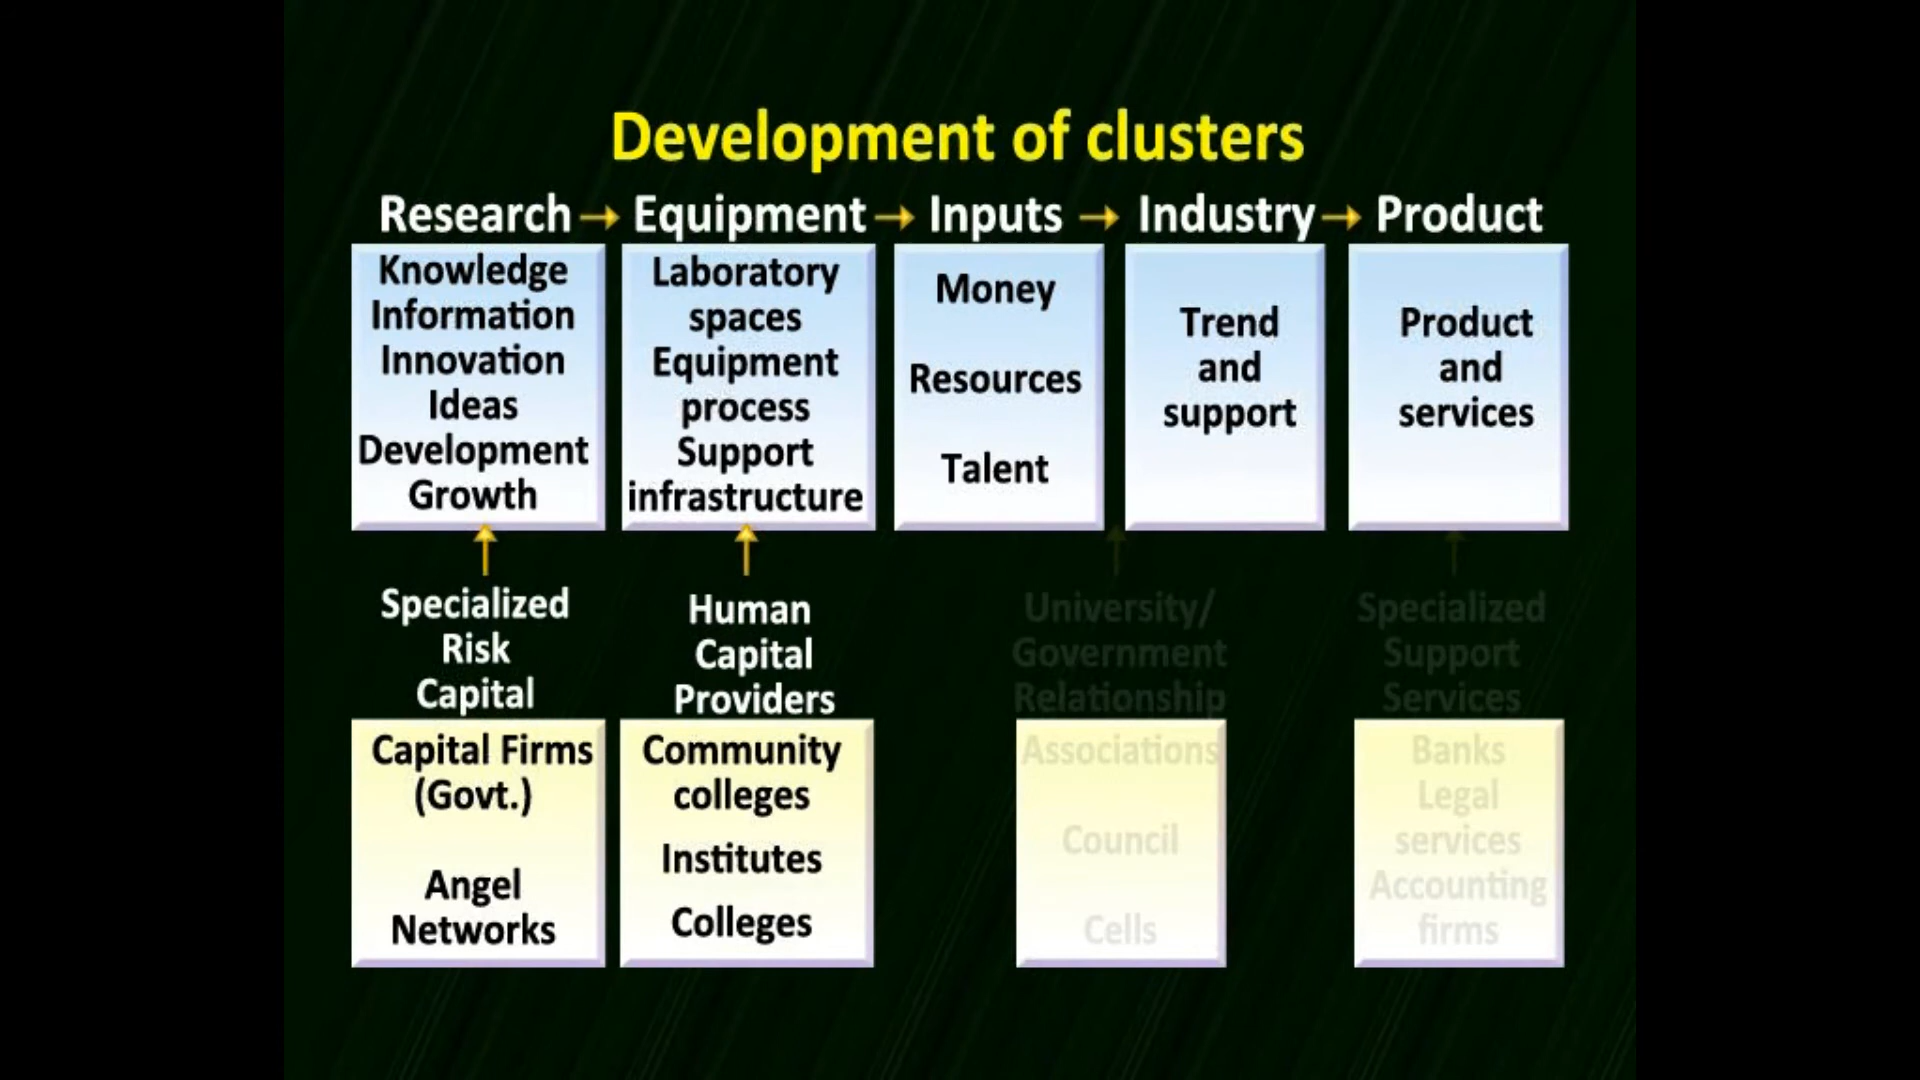 Development of clusters
Research → Equipment → Inputs → Industry → Product
Knowledge
Information
Innovation
Ideas
Development
Growth
Laboratory
spaces
Equipment
process
Support
infrastructure
Money
Resources
Talent
Trend
and
support
Product
and
services
Specialized
Risk
Capital
Human
Capital
Providers
University/
Government
Relationship
Specialized
Support
Services
Capital Firms
(Govt.)
Angel
Networks
Community
colleges
Institutes
Colleges
Associations
Council
Cells
Banks
Legal
services
Accounting
firms